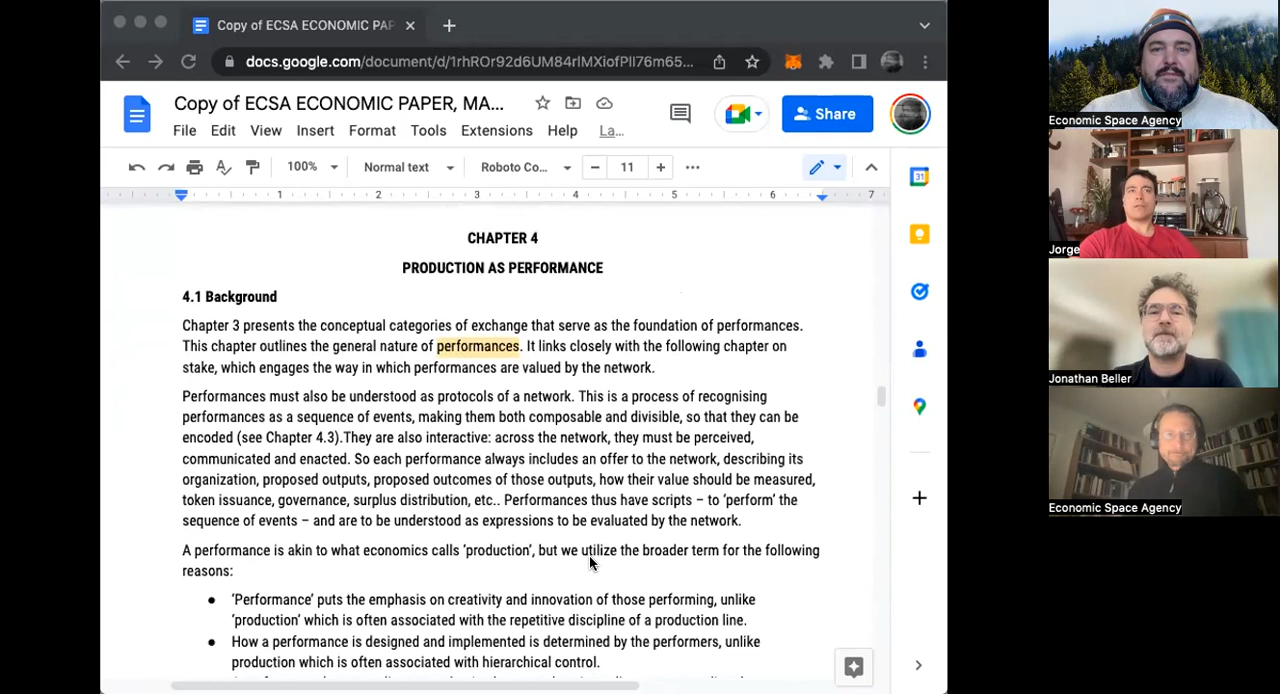 Copy of ECSA ECONOMIC PAP
docs.google.com/document/d/1rhROr92d6UM84rlMXiofPll76m65...
Copy of ECSA ECONOMIC PAPER, MA...
Share
File Edit View Insert Format Tools Extensions Help La...
100% Normal text Roboto Co... 11
1 2 3 4 5 6 7
31
CHAPTER 4
PRODUCTION AS PERFORMANCE
4.1 Background
Chapter 3 presents the conceptual categories of exchange that serve as the foundation of performances.
This chapter outlines the general nature of performances. It links closely with the following chapter on
stake, which engages the way in which performances are valued by the network.
Performances must also be understood as protocols of a network. This is a process of recognising
performances as a sequence of events, making them both composable and divisible, so that they can be
encoded (see Chapter 4.3).They are also interactive: across the network, they must be perceived,
communicated and enacted. So each performance always includes an offer to the network, describing its
organization, proposed outputs, proposed outcomes of those outputs, how their value should be measured,
token issuance, governance, surplus distribution, etc.. Performances thus have scripts – to ‘perform’ the
sequence of events – and are to be understood as expressions to be evaluated by the network.
A performance is akin to what economics calls ‘production’, but we utilize the broader term for the following
reasons:
● ‘Performance’ puts the emphasis on creativity and innovation of those performing, unlike
‘production’ which is often associated with the repetitive discipline of a production line.
● How a performance is designed and implemented is determined by the performers, unlike
production which is often associated with hierarchical control.
Economic Space Agency
Jorge
Jonathan Beller
Economic Space Agency